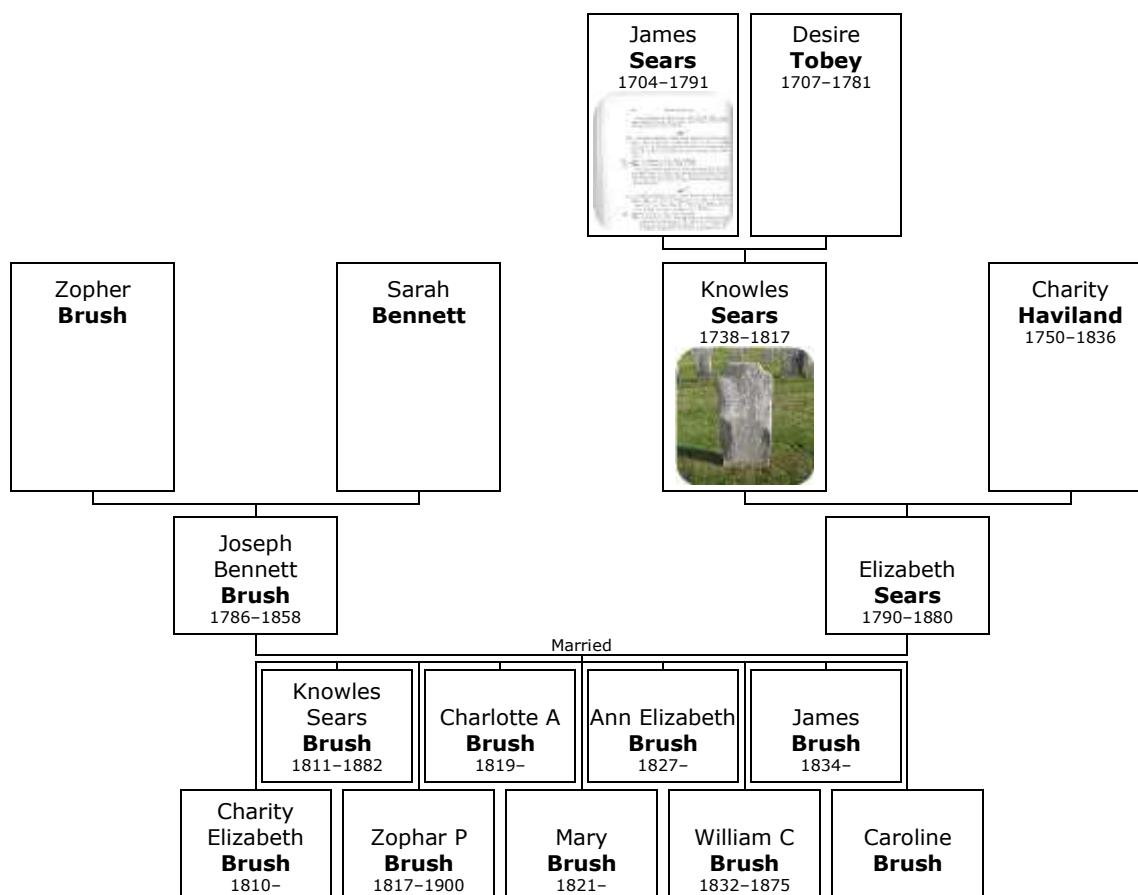 James
Sears
1704–1791
Desire
Tobey
1707–1781
Zopher
Brush
Sarah
Bennett
Knowles
Sears
1738–1817
Charity
Haviland
1750–1836
Joseph
Bennett
Brush
1786–1858
Elizabeth
Sears
1790–1880
Married
Knowles
Sears
Brush
1811–1882
Charlotte A
Brush
1819–
Ann Elizabeth
Brush
1827–
James
Brush
1834–
Charity
Elizabeth
Brush
1810–
Zophar P
Brush
1817–1900
Mary
Brush
1821–
William C
Brush
1832–1875
Caroline
Brush